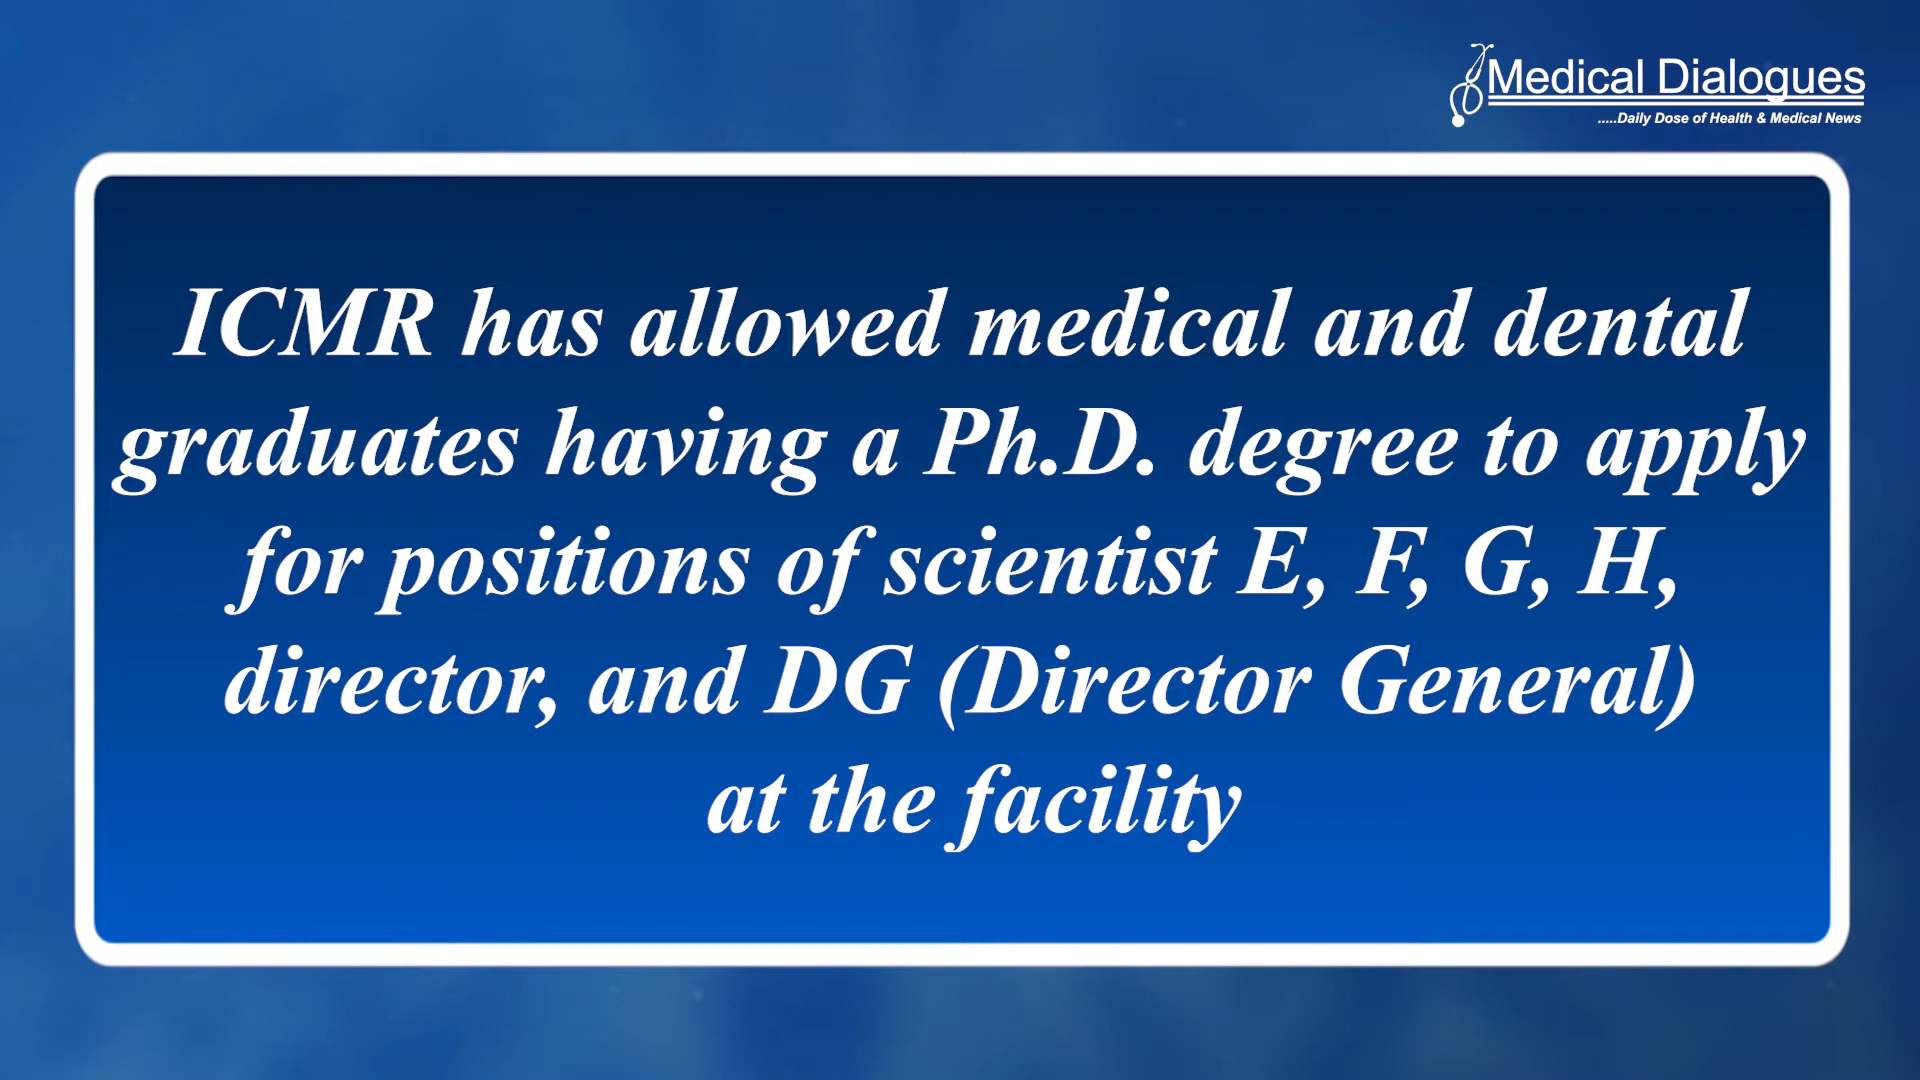 Medical Dialogues
.....Daily Dose of Health & Medical News
ICMR has allowed medical and dental
graduates having a Ph.D. degree to apply
for positions of scientist E, F, G, H,
director, and DG (Director General)
at the facility